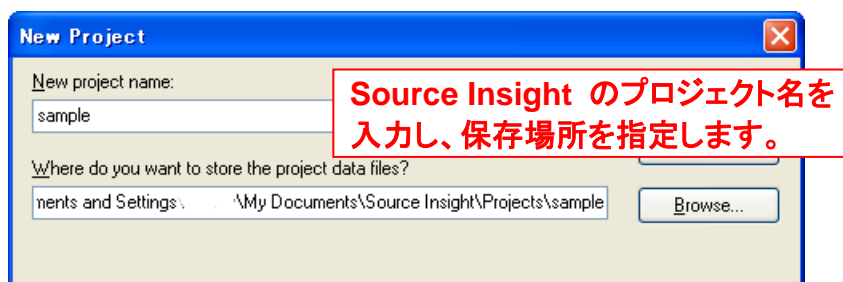 New Project
New project name:
sample
Source Insight のプロジェクト名を
入力し、保存場所を指定します。
Where do you want to store the project data files?
nents and Settings\ \My Documents\Source Insight\Projects\sample
Browse...